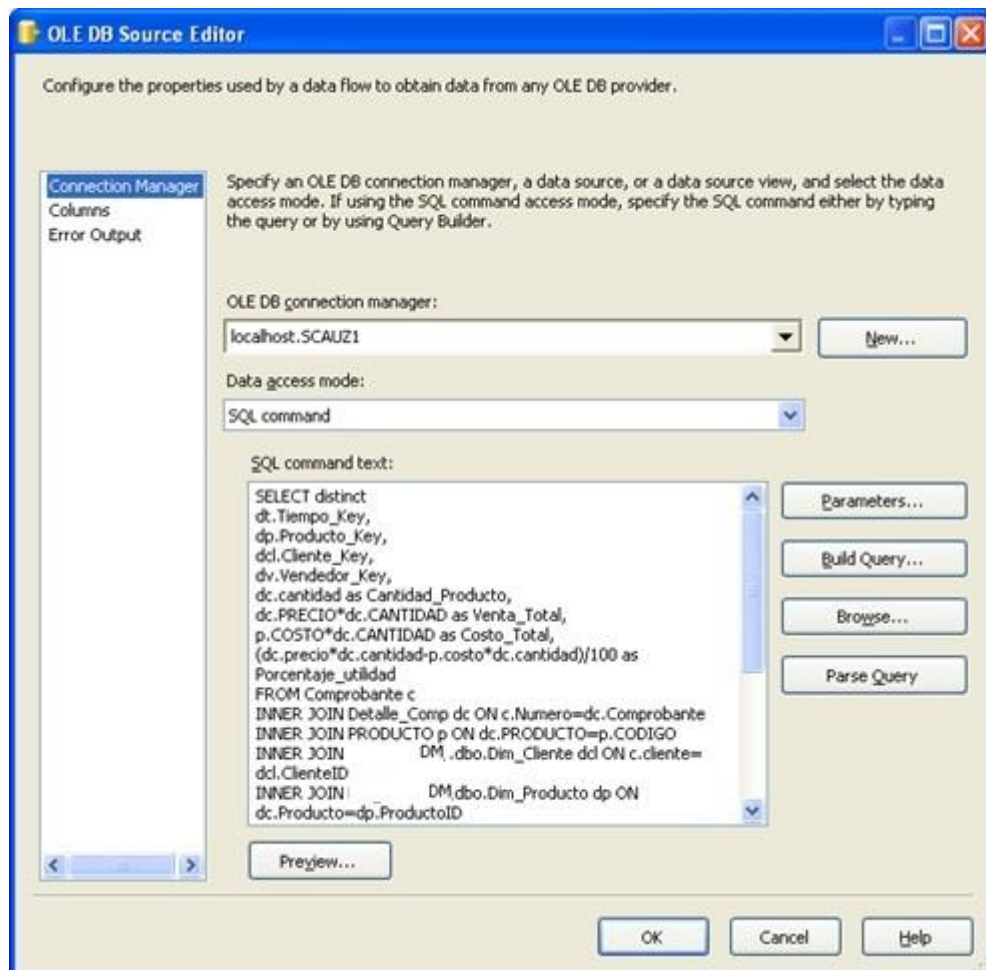 OLE DB Source Editor
Configure the properties used by a data flow to obtain data from any OLE DB provider.
Connection Manager
Columns
Error Output
Specify an OLE DB connection manager, a data source, or a data source view, and select the data
access mode. If using the SQL command access mode, specify the SQL command either by typing
the query or by using Query Builder.
OLE DB connection manager:
localhost.SCAUZ1
New...
Data access mode:
SQL command
SQL command text:
SELECT distinct
dt.Tiempo_Key,
dp.Producto_Key,
dcl.Cliente_Key,
dv.Vendedor_Key,
dc.cantidad as Cantidad_Producto,
dc.PRECIO*dc.CANTIDAD as Venta_Total,
p.COSTO*dc.CANTIDAD as Costo_Total,
(dc.precio*dc.cantidad-p.costo*dc.cantidad)/100 as
Porcentaje_utilidad
FROM Comprobante c
INNER JOIN Detalle_Comp dc ON c.Numero=dc.Comprobante
INNER JOIN PRODUCTO p ON dc.PRODUCTO=p.CODIGO
INNER JOIN DM.dbo.Dim_Cliente dcl ON c.cliente=
dcl.ClienteID
INNER JOIN DM.dbo.Dim_Producto dp ON
dc.Producto=dp.ProductoID
Parameters...
Build Query...
Browse...
Parse Query
Preview...
OK
Cancel
Help